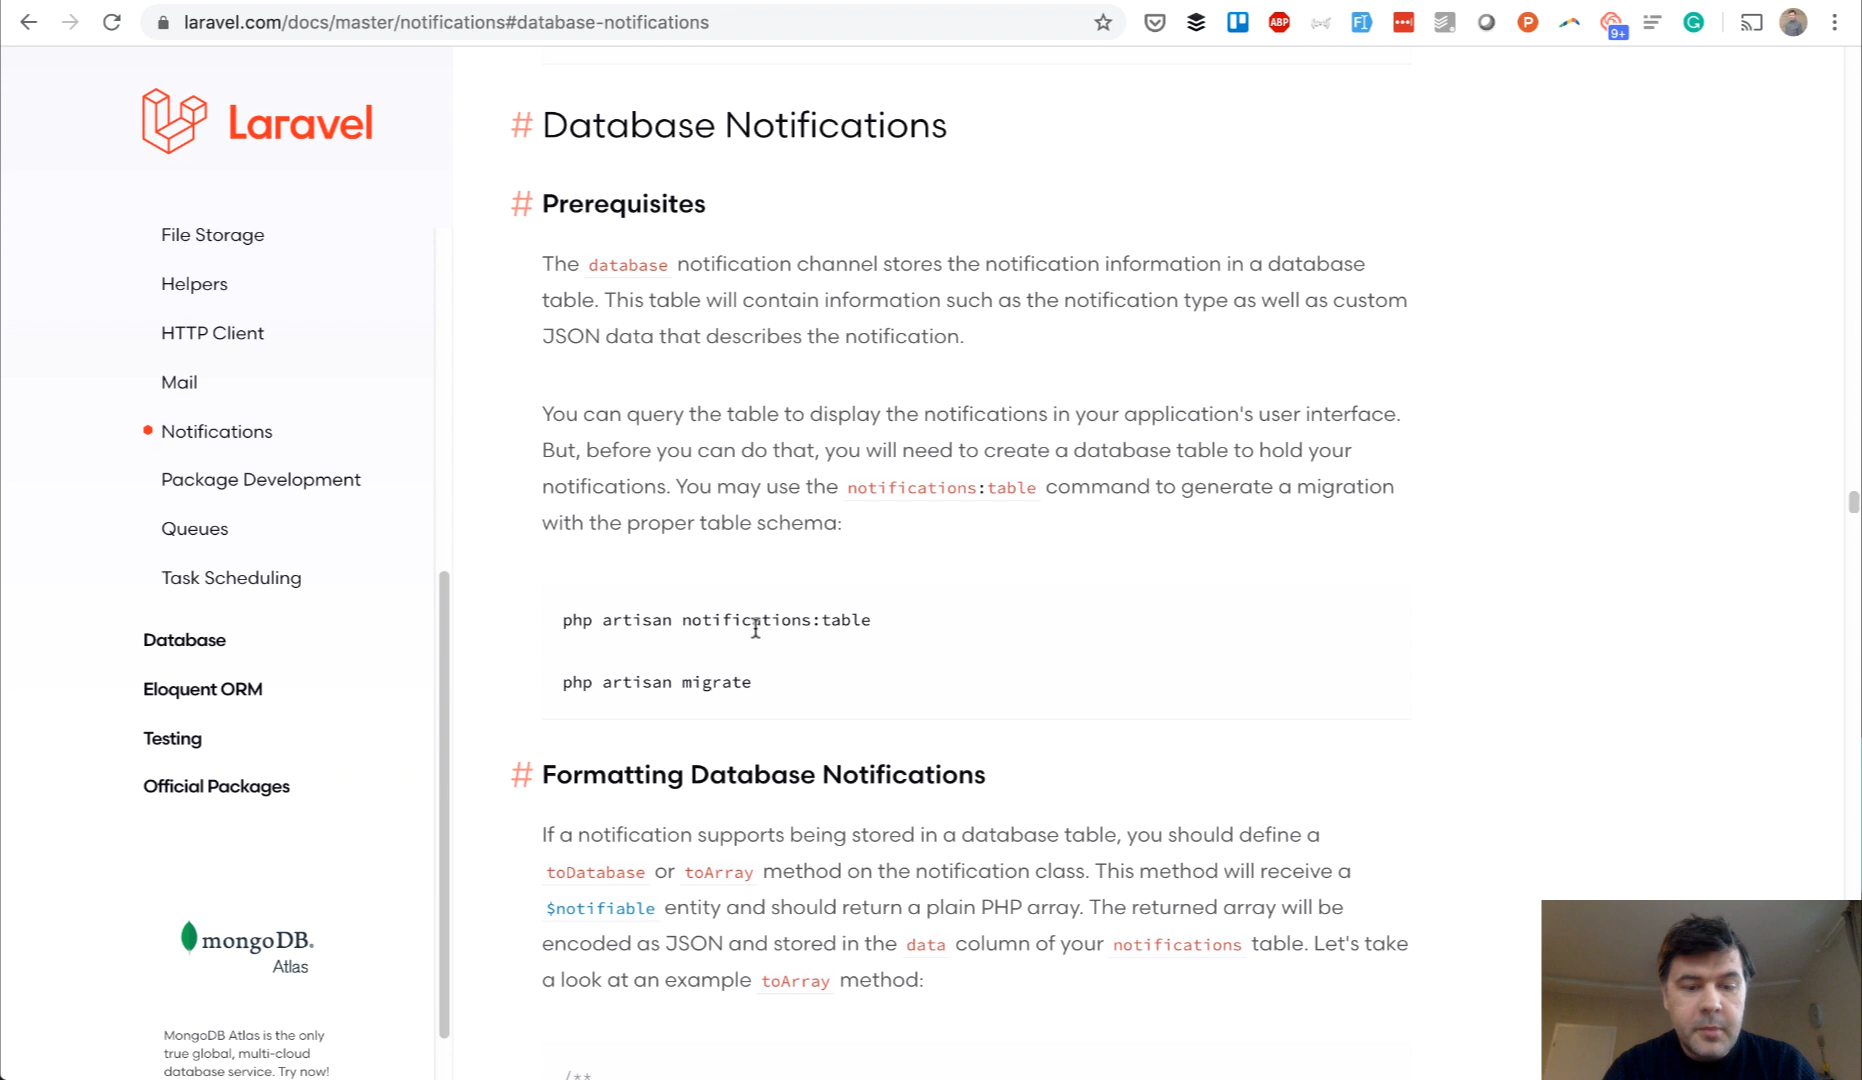 laravel.com/docs/master/notifications#database-notifications
ABP
9+
Laravel
File Storage
Helpers
HTTP Client
Mail
Notifications
Package Development
Queues
Task Scheduling
Database
Eloquent ORM
Testing
Official Packages
mongoDB.
Atlas
MongoDB Atlas is the only
true global, multi-cloud
database service. Try now!
# Database Notifications
# Prerequisites
The database notification channel stores the notification information in a database
table. This table will contain information such as the notification type as well as custom
JSON data that describes the notification.
You can query the table to display the notifications in your application's user interface.
But, before you can do that, you will need to create a database table to hold your
notifications. You may use the notifications:table command to generate a migration
with the proper table schema:
php artisan notifications:table
php artisan migrate
# Formatting Database Notifications
If a notification supports being stored in a database table, you should define a
toDatabase or toArray method on the notification class. This method will receive a
$notifiable entity and should return a plain PHP array. The returned array will be
encoded as JSON and stored in the data column of your notifications table. Let's take
a look at an example toArray method:
/**